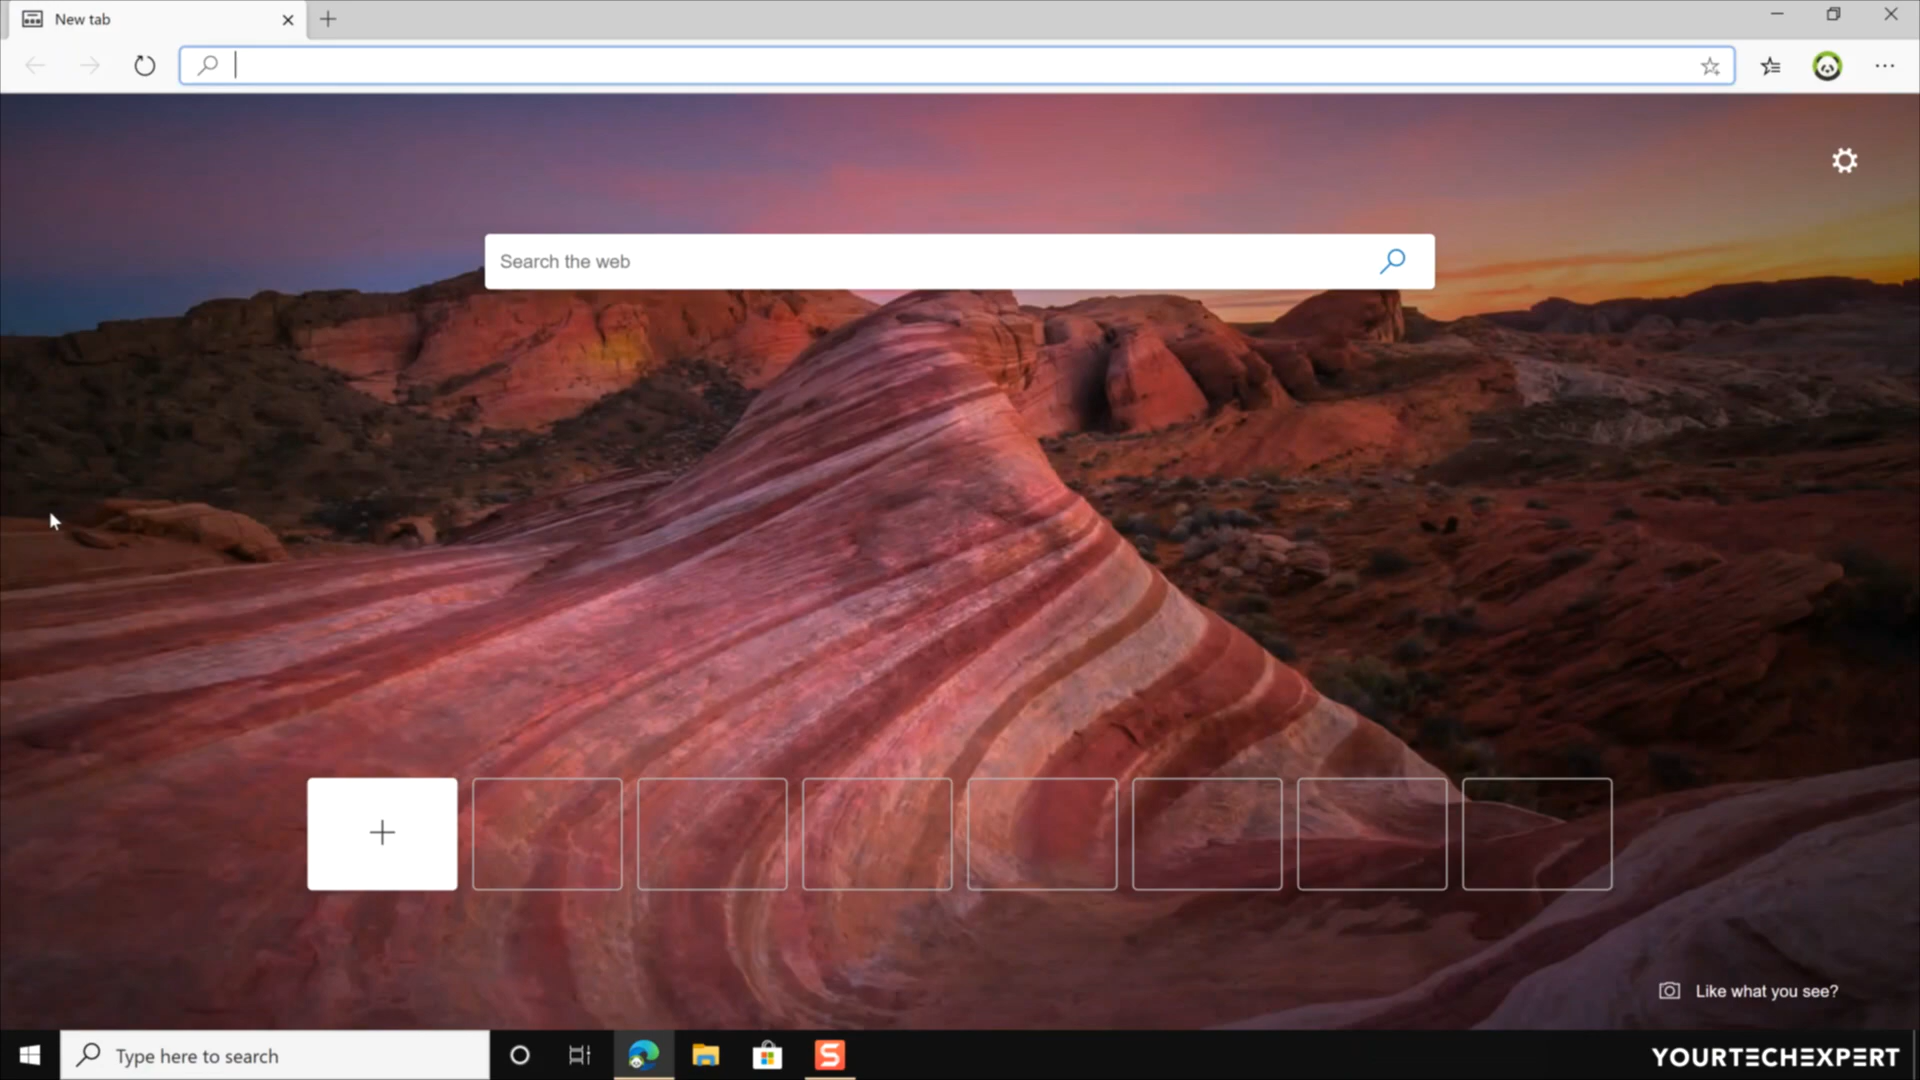 New tab
Search the web
Like what you see?
Type here to search
S
YOURTECHEXPERT